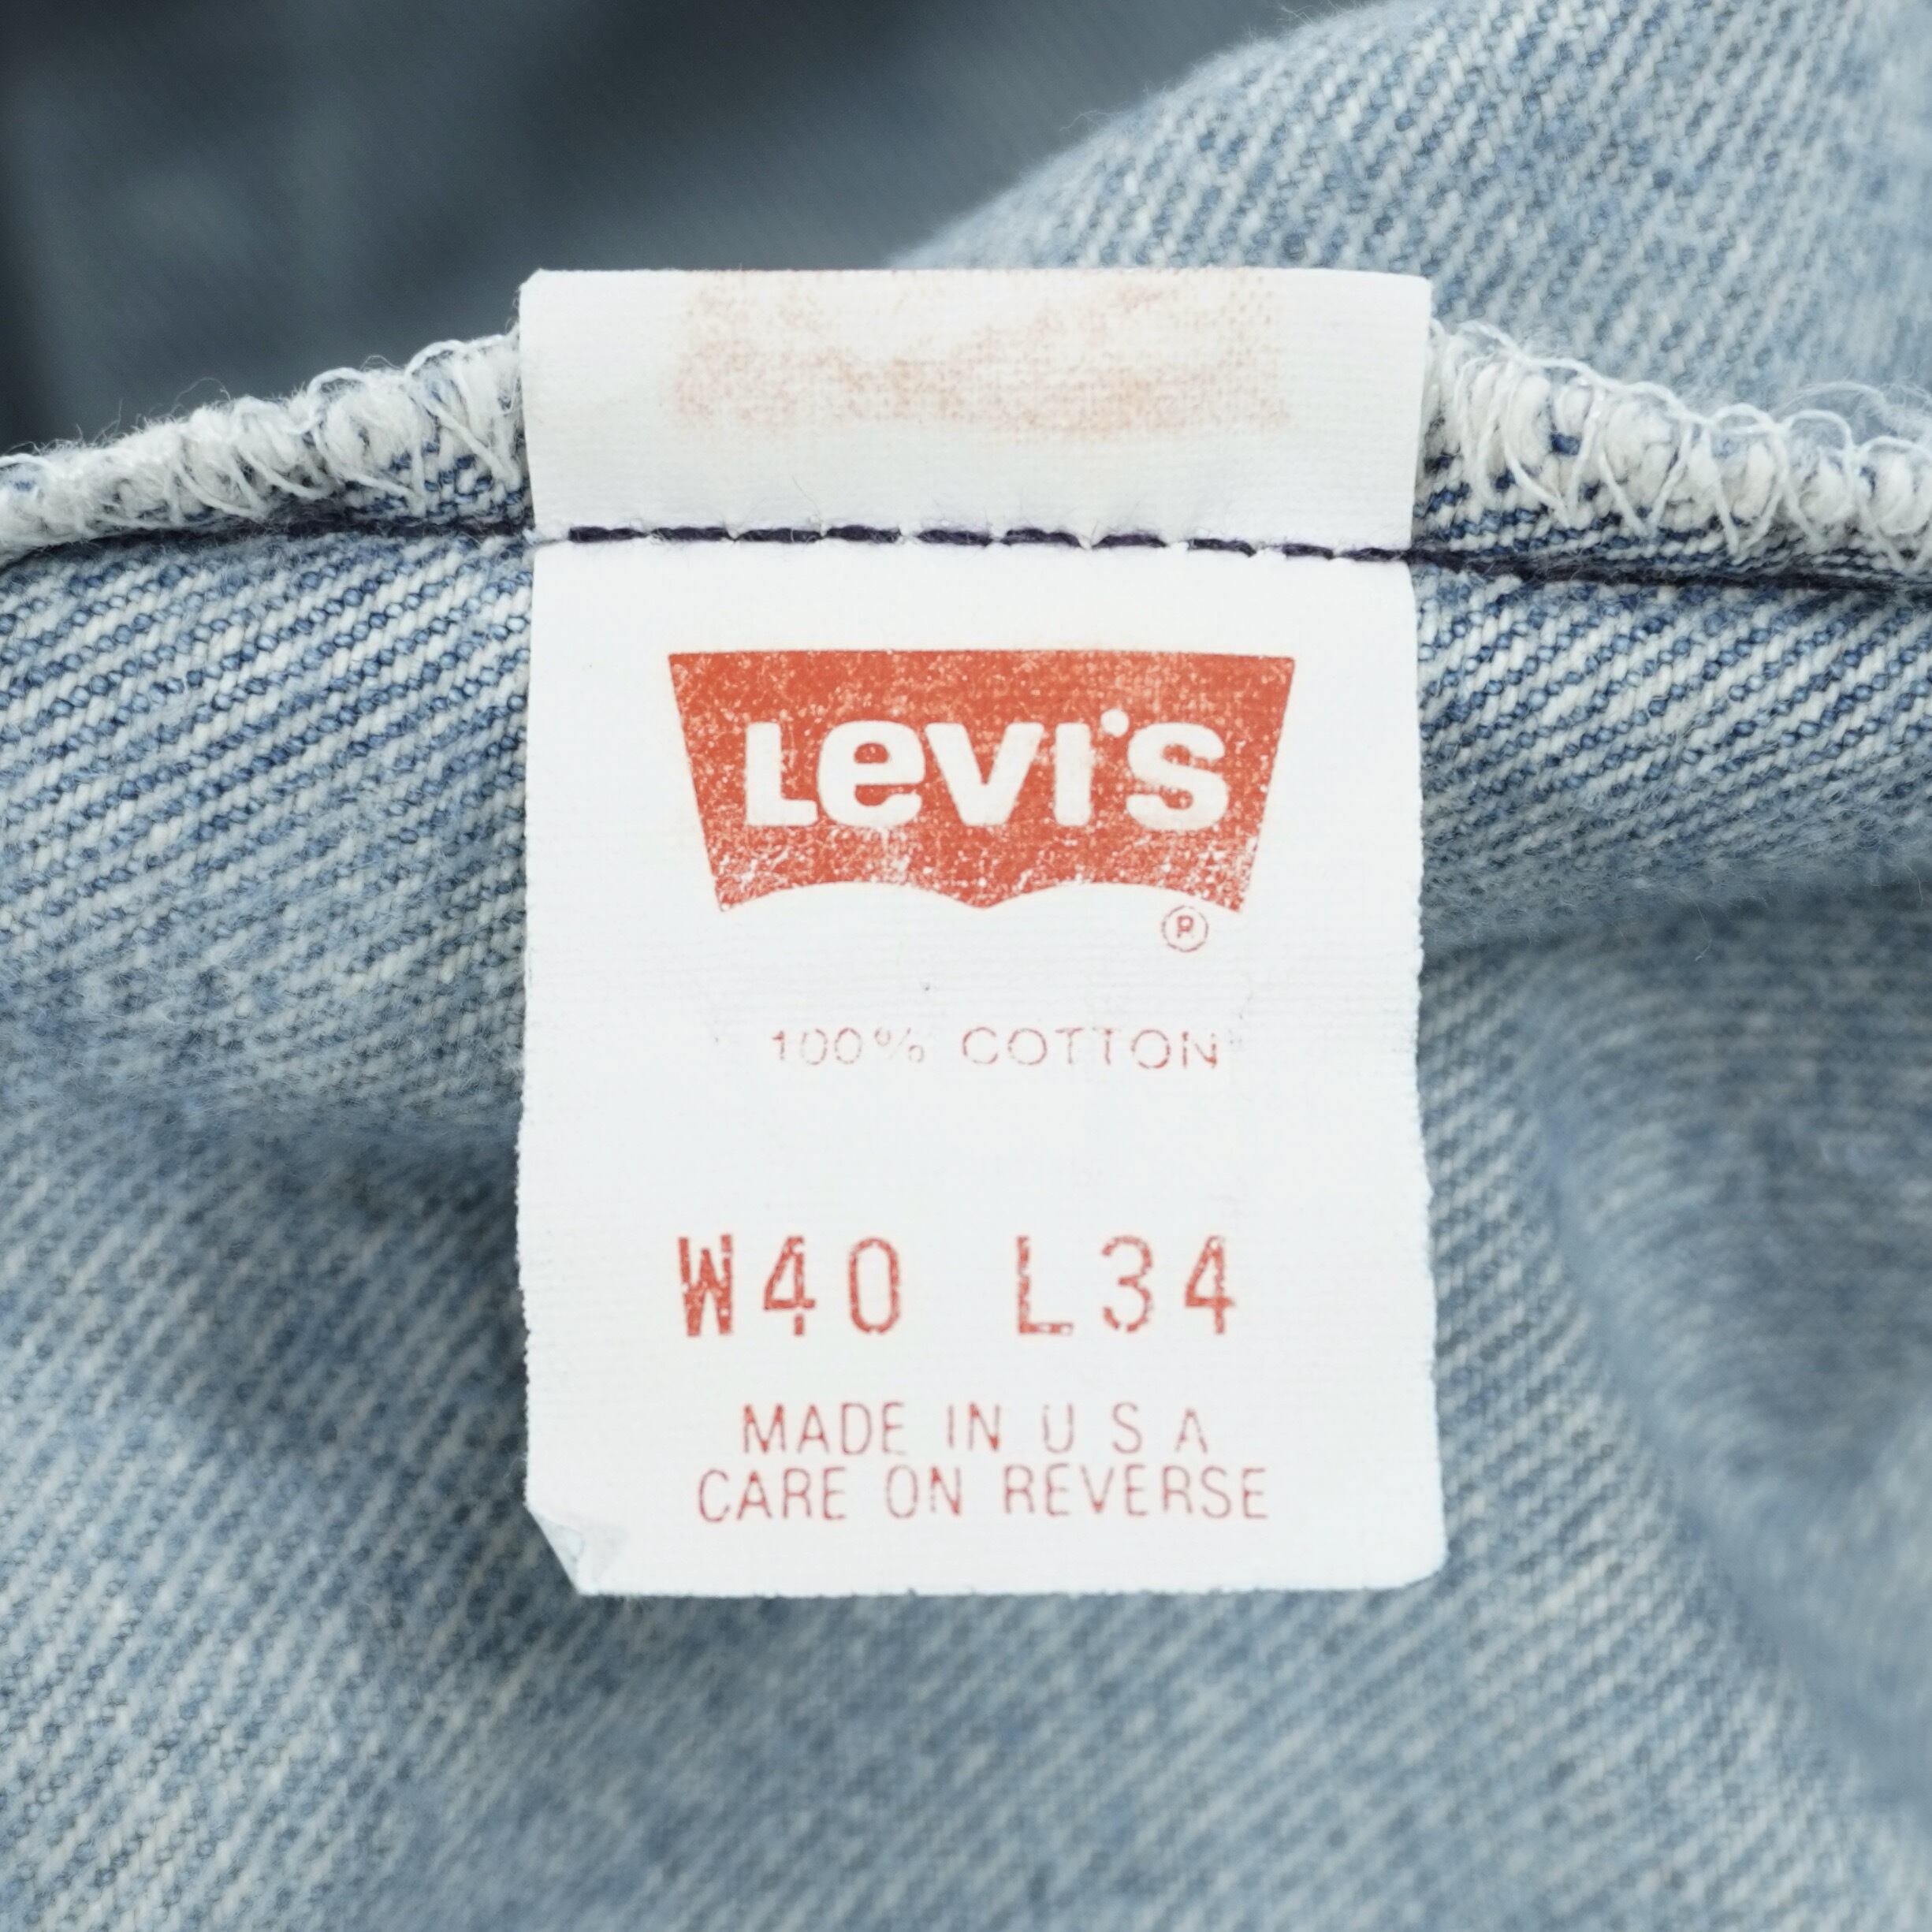 Levi's
®
100% COTTON
W40 L34
MADE IN U S A
CARE ON REVERSE